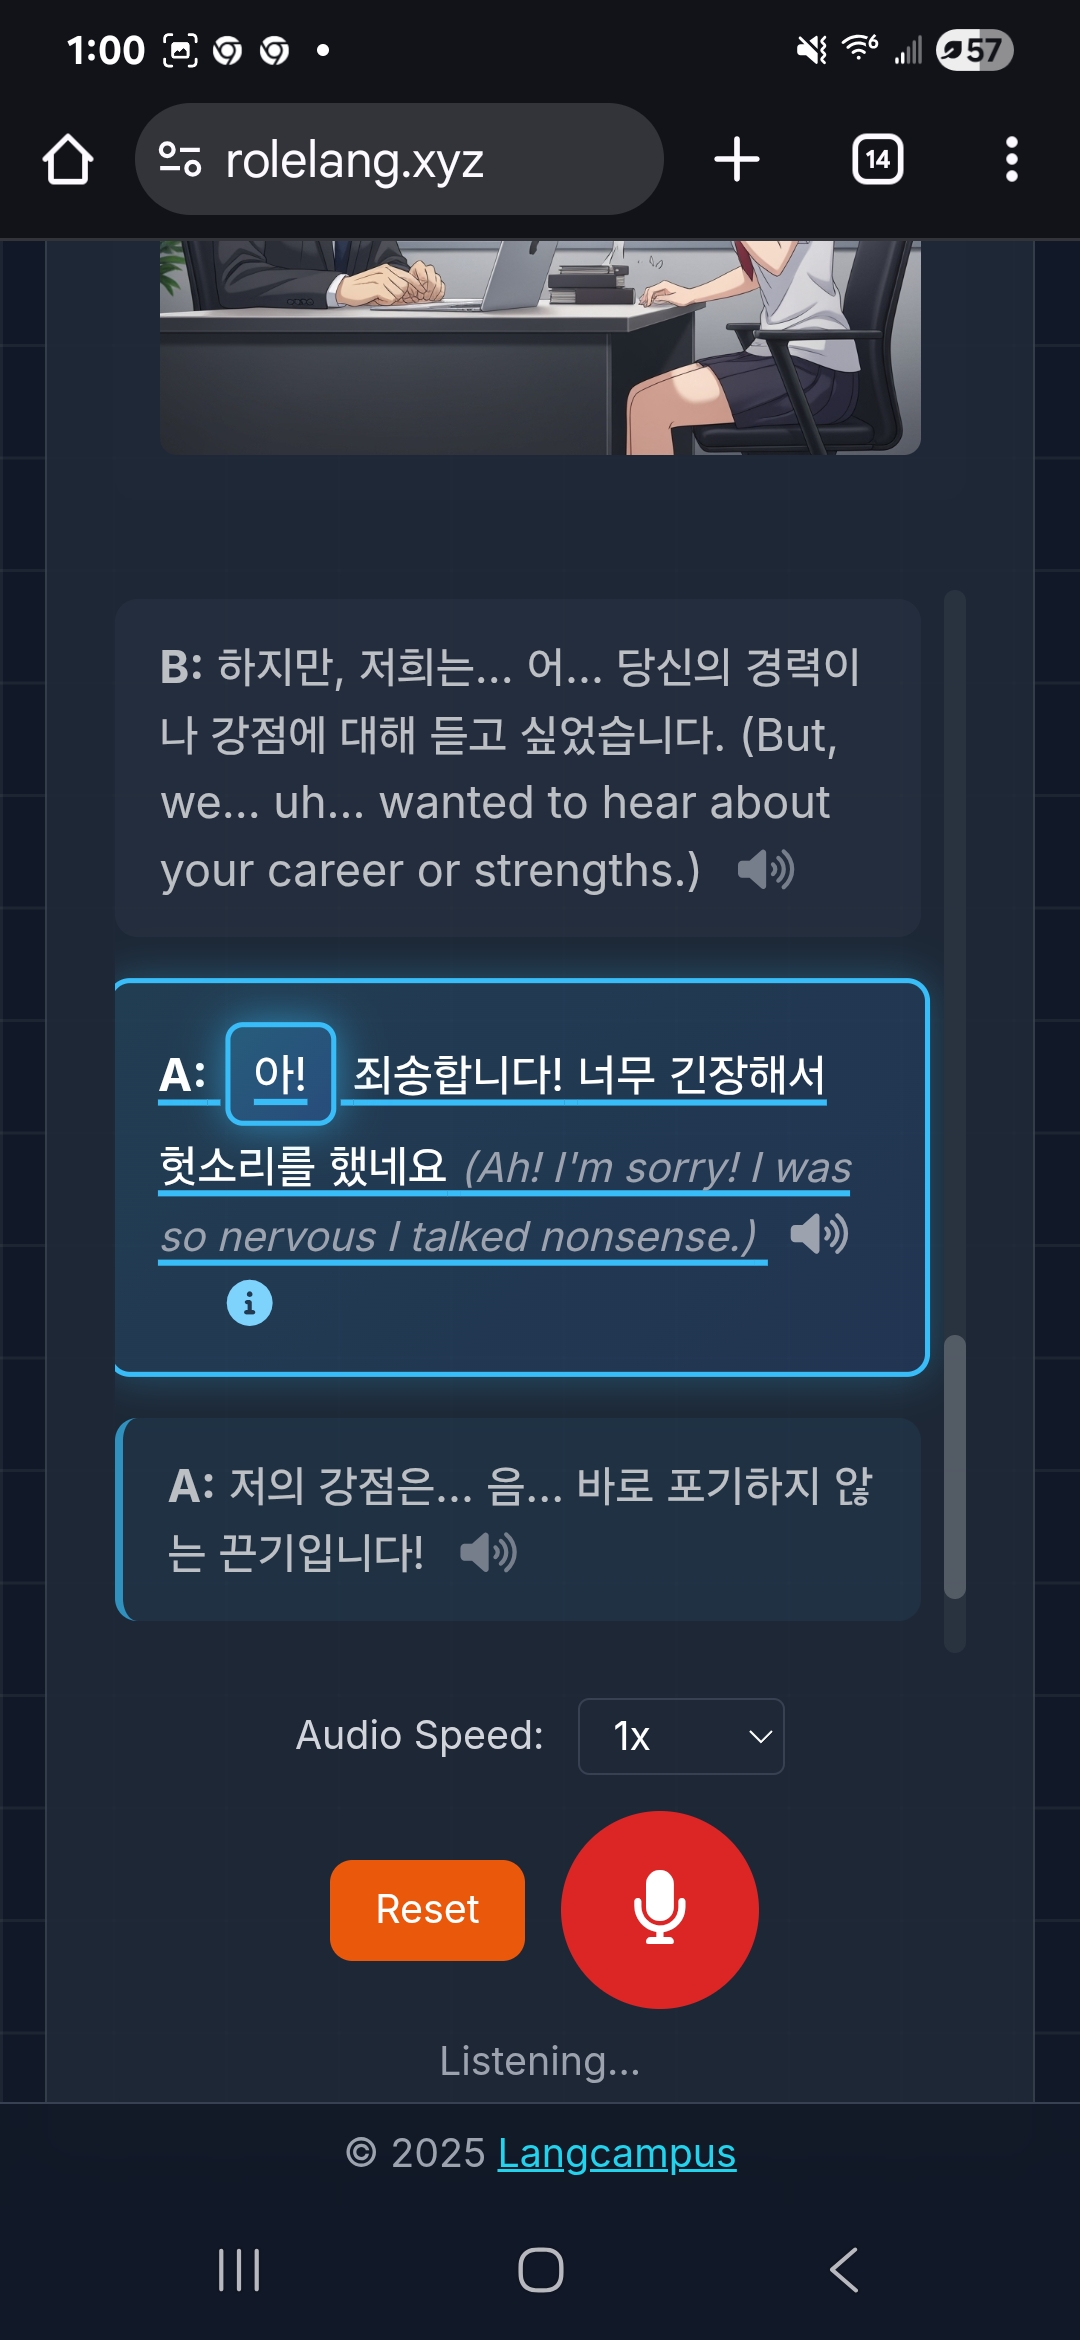 1:00
6
57
rolelang.xyz
14
B: 하지만, 저희는... 어... 당신의 경력이
나 강점에 대해 듣고 싶었습니다. (But,
we... uh... wanted to hear about
your career or strengths.)
A: 아! 죄송합니다! 너무 긴장해서
헛소리를 했네요 (Ah! I'm sorry! I was
so nervous I talked nonsense.)
i
A: 저의 강점은... 음... 바로 포기하지 않
는 끈기입니다!
Audio Speed: 1x
Reset
Listening...
© 2025 Langcampus